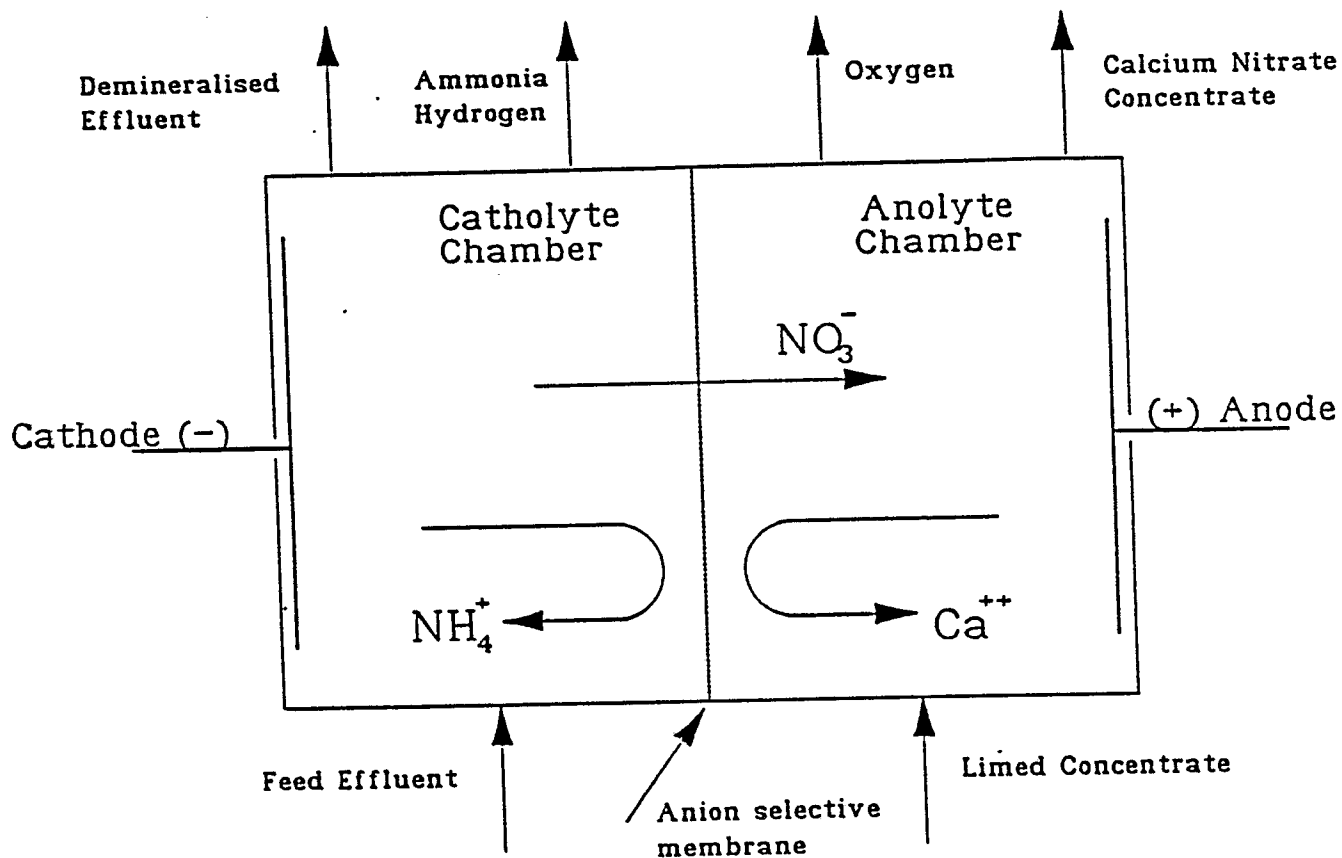 Demineralised
Effluent
Ammonia
Hydrogen
Oxygen
Calcium Nitrate
Concentrate
Catholyte
Chamber
Anolyte
Chamber
NO₃⁻
Cathode (-)
(+) Anode
NH₄⁺
Ca⁺⁺
Feed Effluent
Anion selective
membrane
Limed Concentrate